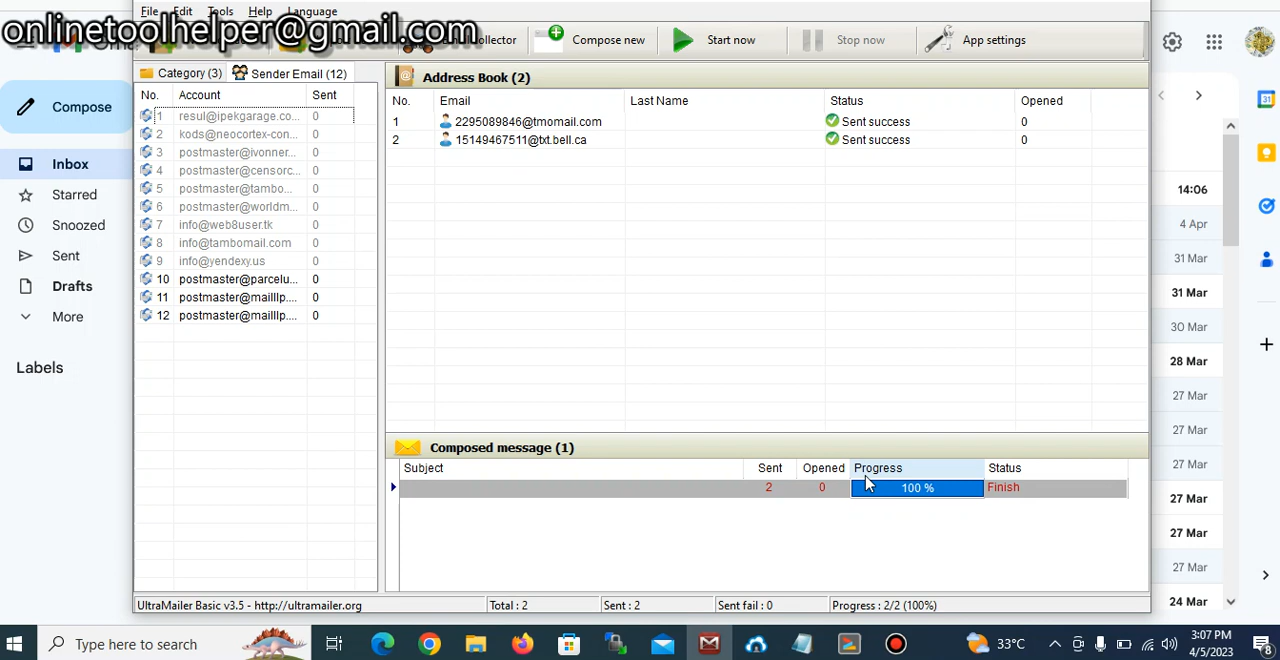 File Edit Tools Help Language
onlinetoolhelper@gmail.com
Compose new
Start now
Stop now
App settings
Compose
Inbox
Starred
Snoozed
Sent
Drafts
More
Labels
Category (3)
Sender Email (12)
No. Account Sent
1 resul@ipekgarage.co... 0
2 kods@neocortex-con... 0
3 postmaster@ivonner... 0
4 postmaster@censorc... 0
5 postmaster@tambo... 0
6 postmaster@worldm... 0
7 info@web8user.tk 0
8 info@tambomail.com 0
9 info@yendexy.us 0
10 postmaster@parcelu... 0
11 postmaster@mailllp.... 0
12 postmaster@mailllp.... 0
Address Book (2)
No. Email Last Name Status Opened
1 2295089846@tmomail.com Sent success 0
2 15149467511@txt.bell.ca Sent success 0
Composed message (1)
Subject Sent Opened Progress Status
2 0 100 % Finish
UltraMailer Basic v3.5 - http://ultramailer.org Total : 2 Sent : 2 Sent fail : 0 Progress : 2/2 (100%)
14:06
4 Apr
31 Mar
31 Mar
30 Mar
28 Mar
27 Mar
27 Mar
27 Mar
27 Mar
27 Mar
27 Mar
24 Mar
Type here to search
33°C
3:07 PM
4/5/2023
8